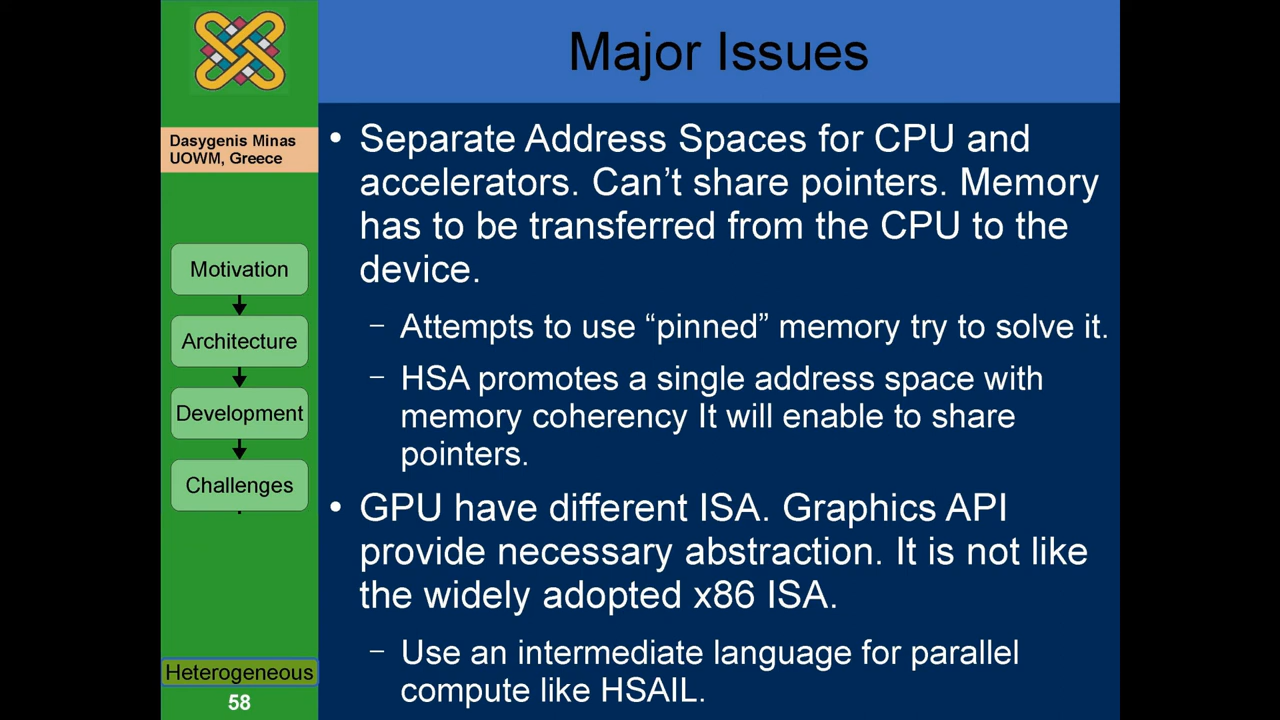 Major Issues
Dasygenis Minas
UOWM, Greece
Motivation
Architecture
Development
Challenges
Heterogeneous
58
• Separate Address Spaces for CPU and
accelerators. Can’t share pointers. Memory
has to be transferred from the CPU to the
device.
– Attempts to use “pinned” memory try to solve it.
– HSA promotes a single address space with
memory coherency It will enable to share
pointers.
• GPU have different ISA. Graphics API
provide necessary abstraction. It is not like
the widely adopted x86 ISA.
– Use an intermediate language for parallel
compute like HSAIL.